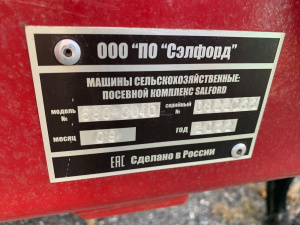 ООО "ПО "Сэлфорд"
МАШИНЫ СЕЛЬСКОХОЗЯЙСТВЕННЫЕ:
ПОСЕВНОЙ КОМПЛЕКС SALFORD
модель № серийный №
месяц год
ЕАС Сделано в России